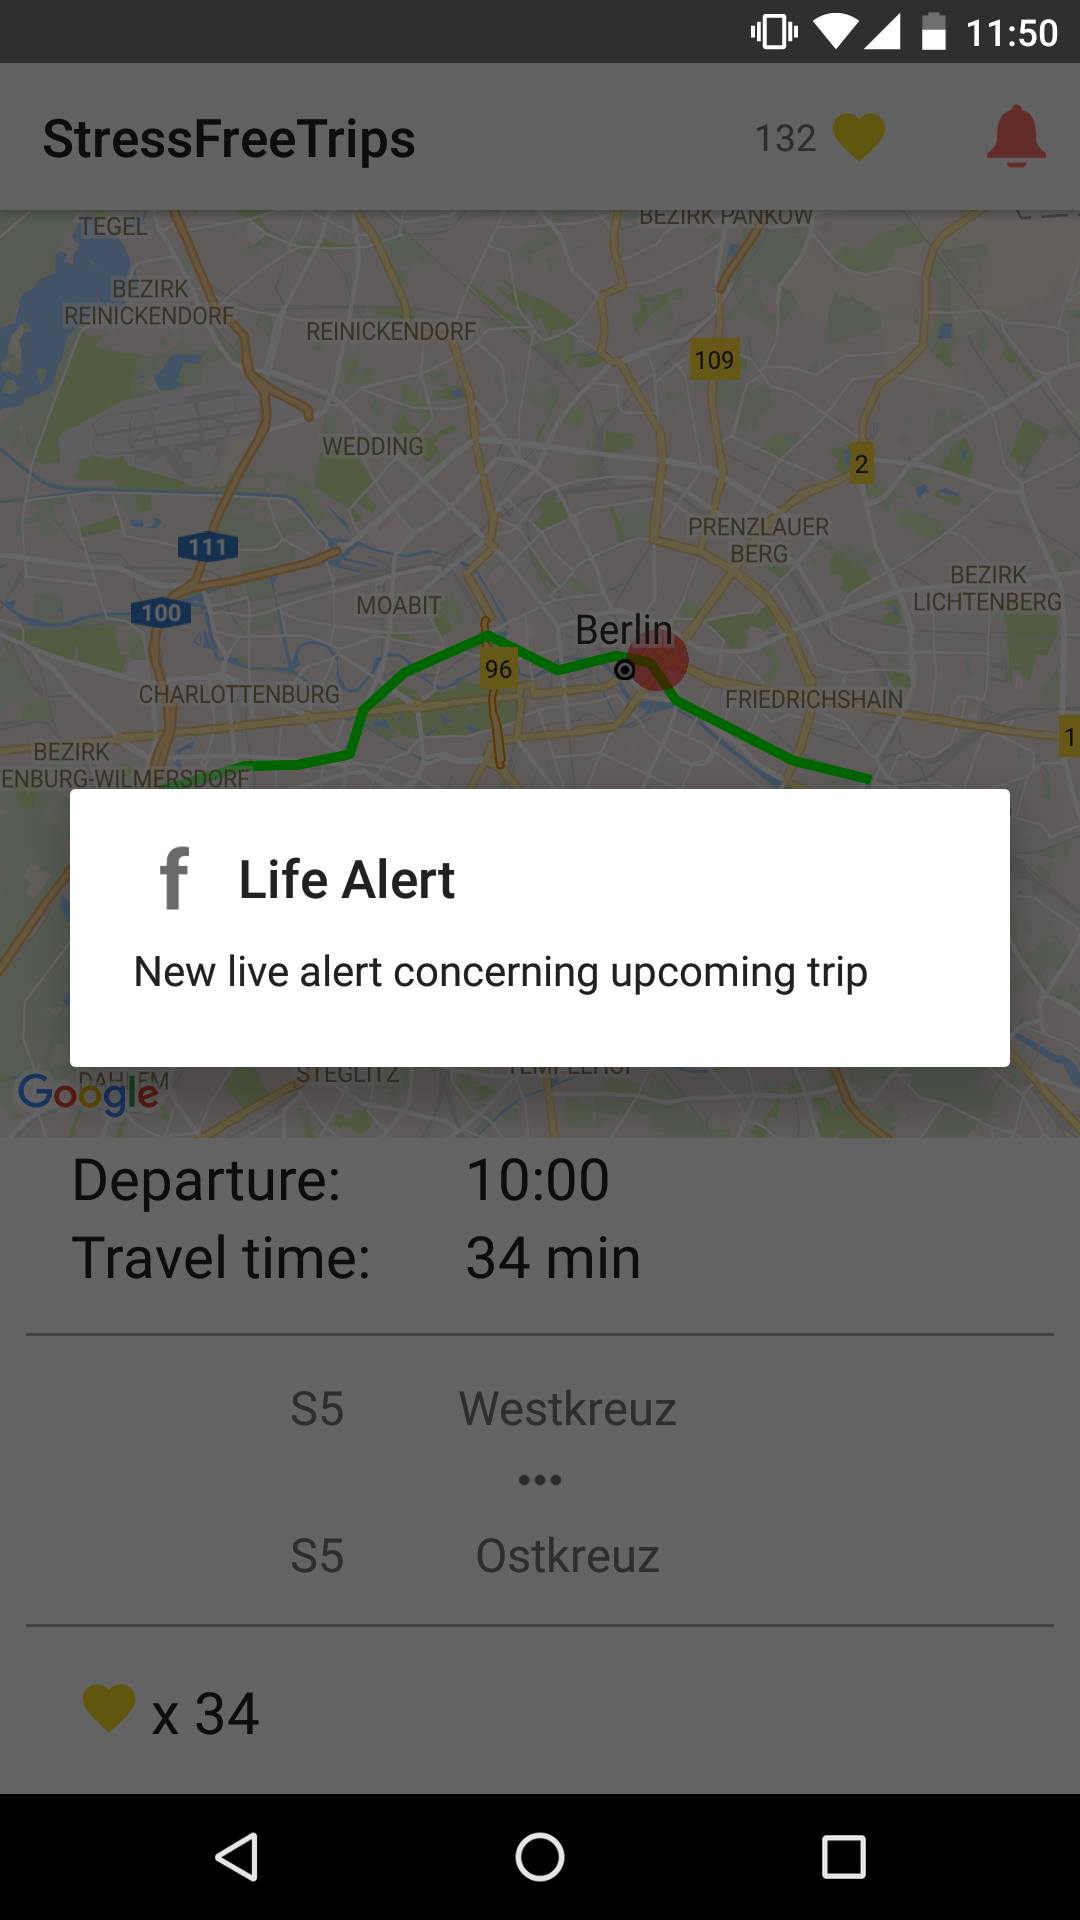 11:50
StressFreeTrips
132
TEGEL
BEZIRK PANKOW
BEZIRK
REINICKENDORF
REINICKENDORF
109
WEDDING
2
PRENZLAUER
BERG
111
BEZIRK
LICHTENBERG
100
MOABIT
Berlin
96
CHARLOTTENBURG
FRIEDRICHSHAIN
1
BEZIRK
ENBURG-WILMERSDORF
f Life Alert
New live alert concerning upcoming trip
DAHLEM
STEGLITZ
TEMPELHOF
Google
Departure: 10:00
Travel time: 34 min
S5 Westkreuz
•••
S5 Ostkreuz
x 34